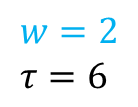 w = 2
τ = 6